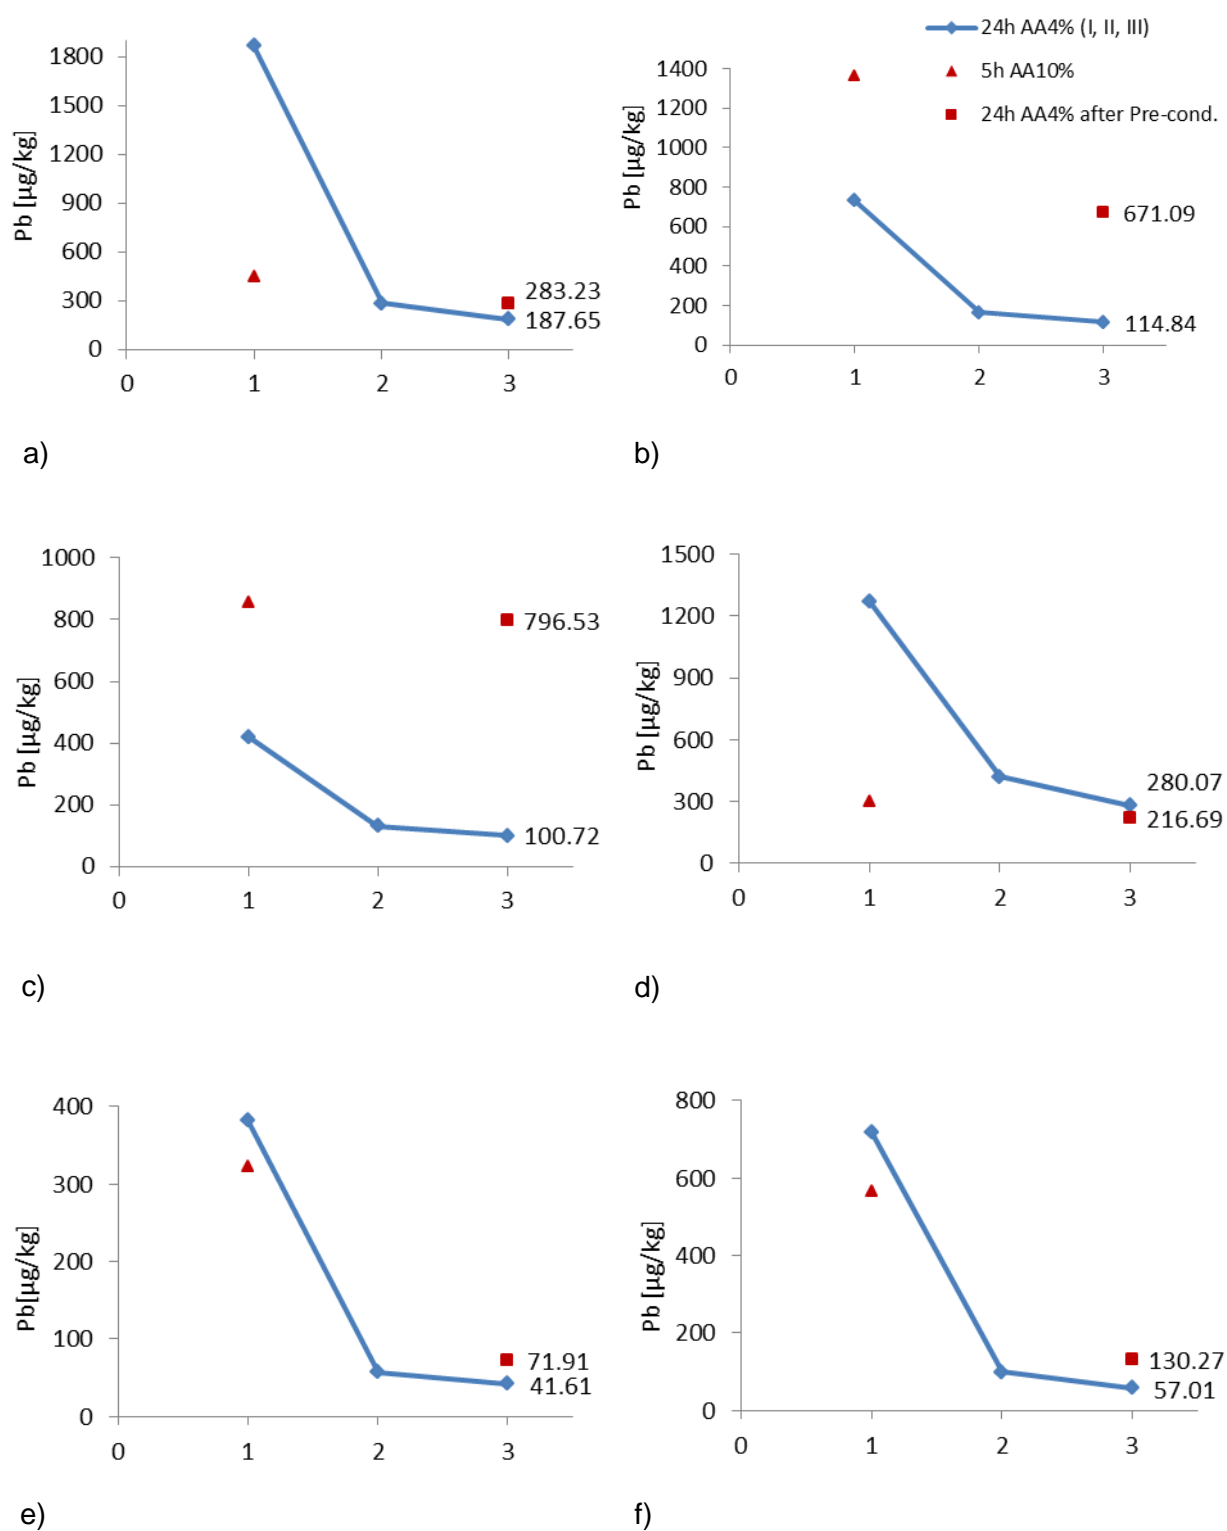 24h AA4% (I, II, III)
5h AA10%
24h AA4% after Pre-cond.
Pb [µg/kg]
1800
1500
1200
900
600
300
0
283.23
187.65
0 1 2 3
a)
Pb [µg/kg]
1400
1200
1000
800
600
400
200
0
671.09
114.84
0 1 2 3
b)
Pb [µg/kg]
1000
800
600
400
200
0
796.53
100.72
0 1 2 3
c)
Pb [µg/kg]
1500
1200
900
600
300
0
280.07
216.69
0 1 2 3
d)
Pb[µg/kg]
400
300
200
100
0
71.91
41.61
0 1 2 3
e)
Pb [µg/kg]
800
600
400
200
0
130.27
57.01
0 1 2 3
f)